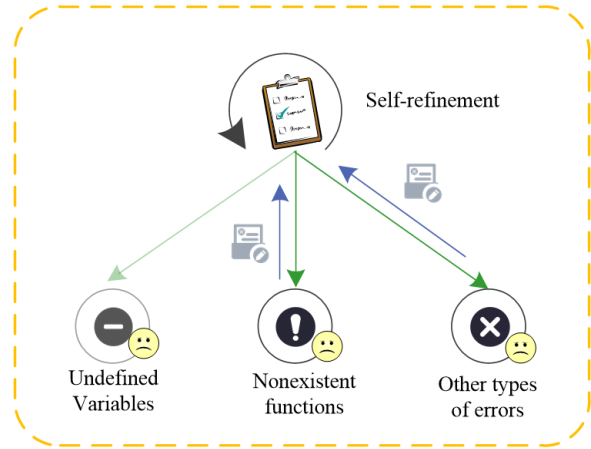 Self-refinement
Undefined
Variables
Nonexistent
functions
Other types
of errors